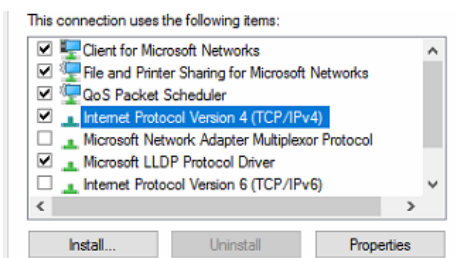 This connection uses the following items:
Client for Microsoft Networks
File and Printer Sharing for Microsoft Networks
QoS Packet Scheduler
Internet Protocol Version 4 (TCP/IPv4)
Microsoft Network Adapter Multiplexor Protocol
Microsoft LLDP Protocol Driver
Internet Protocol Version 6 (TCP/IPv6)
Install... Uninstall Properties